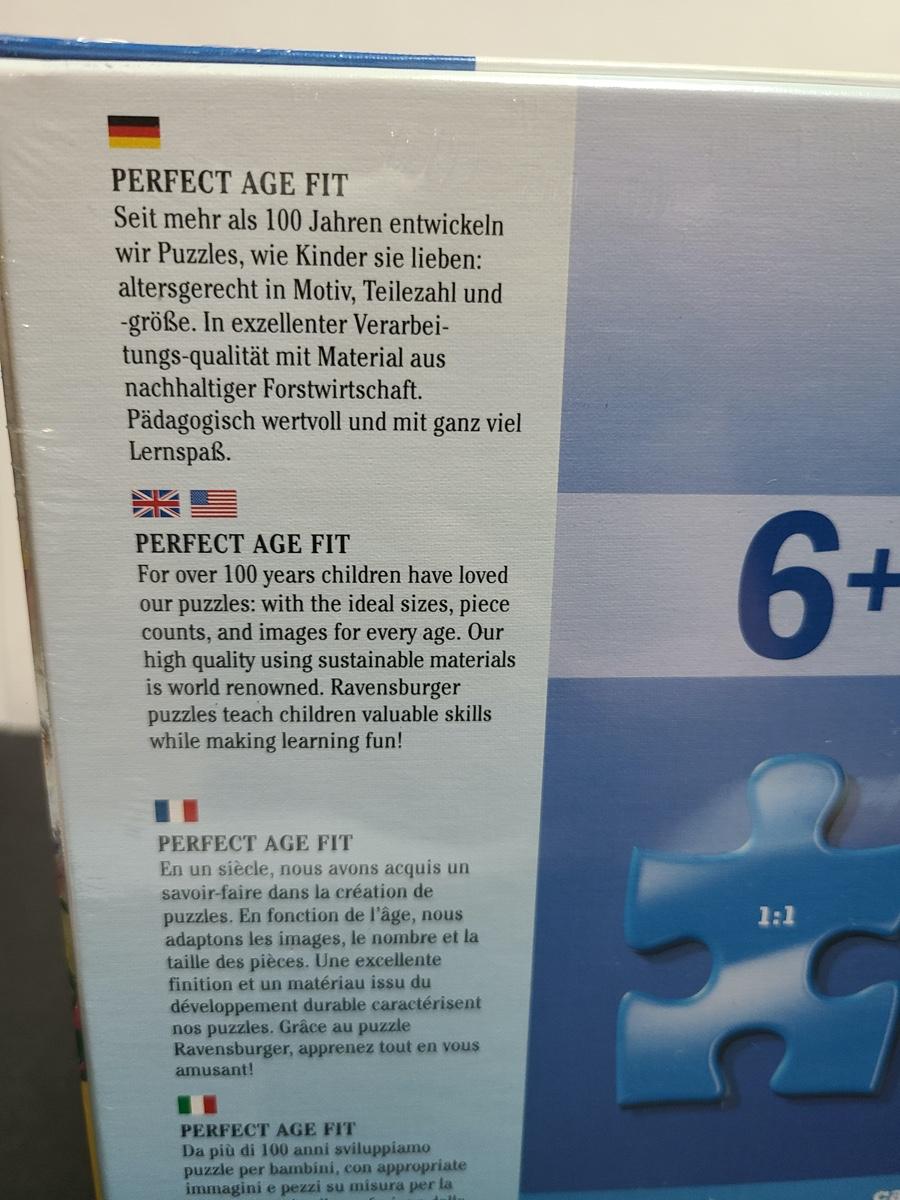 PERFECT AGE FIT
Seit mehr als 100 Jahren entwickeln
wir Puzzles, wie Kinder sie lieben:
altersgerecht in Motiv, Teilezahl und
-größe. In exzellenter Verarbei-
tungs-qualität mit Material aus
nachhaltiger Forstwirtschaft.
Pädagogisch wertvoll und mit ganz viel
Lernspaß.
PERFECT AGE FIT
For over 100 years children have loved
our puzzles: with the ideal sizes, piece
counts, and images for every age. Our
high quality using sustainable materials
is world renowned. Ravensburger
puzzles teach children valuable skills
while making learning fun!
PERFECT AGE FIT
En un siècle, nous avons acquis un
savoir-faire dans la création de
puzzles. En fonction de l'âge, nous
adaptons les images, le nombre et la
taille des pièces. Une excellente
finition et un matériau issu du
développement durable caractérisent
nos puzzles. Grâce au puzzle
Ravensburger, apprenez tout en vous
amusant!
PERFECT AGE FIT
Da più di 100 anni sviluppiamo
puzzle per bambini, con appropriate
immagini e pezzi su misura per la
6+
1:1